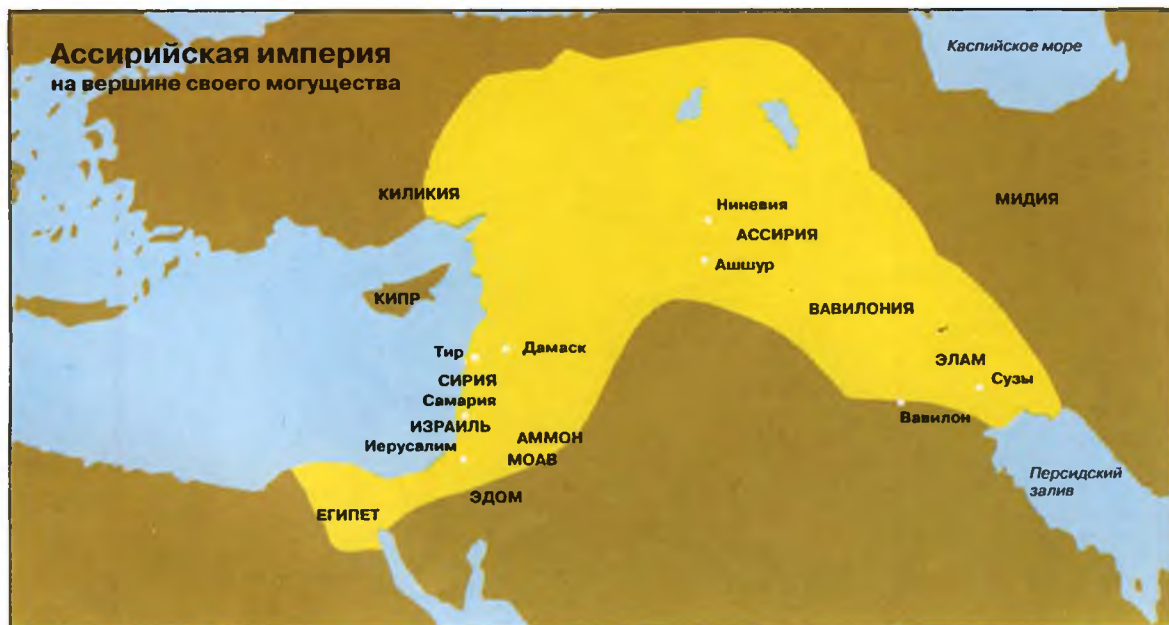 Ассирийская империя
на вершине своего могущества
Каспийское море
КИЛИКИЯ
МИДИЯ
Ниневия
АССИРИЯ
Ашшур
КИПР
ВАВИЛОНИЯ
Тир
Дамаск
ЭЛАМ
Сузы
СИРИЯ
Самария
Вавилон
ИЗРАИЛЬ
АММОН
Иерусалим
МОАВ
Персидский
залив
ЭДОМ
ЕГИПЕТ